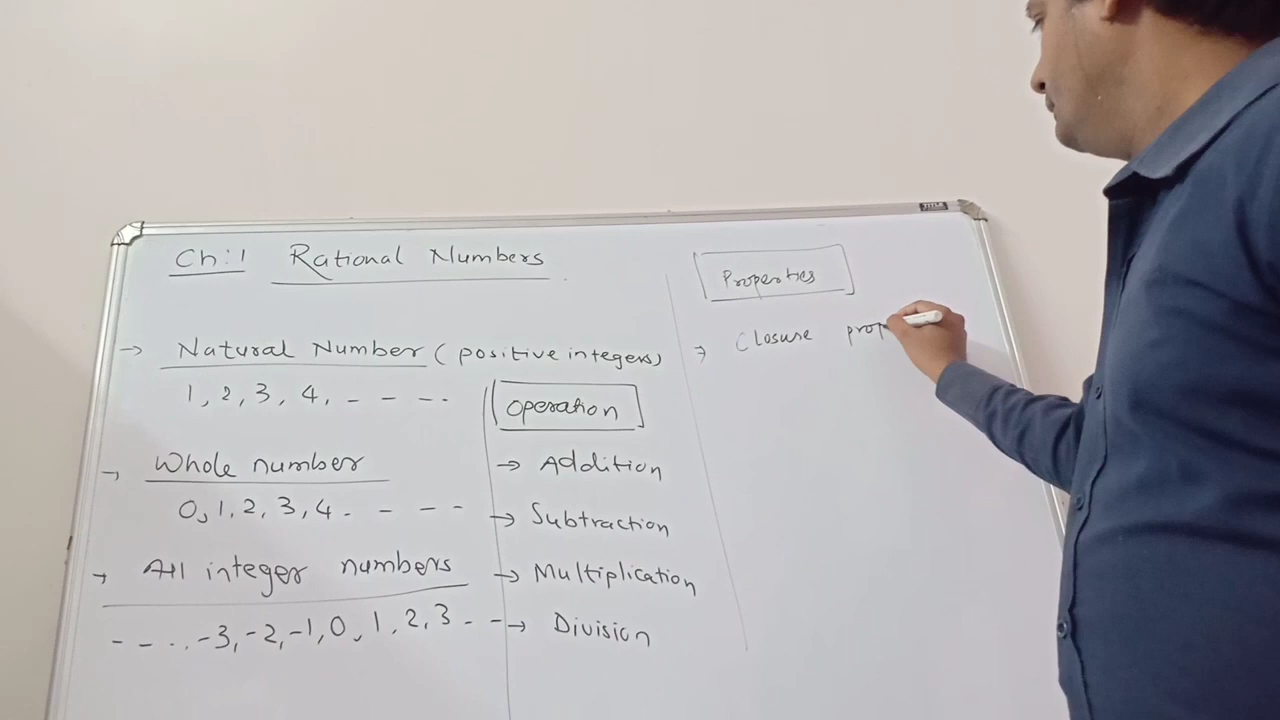 Ch:1 Rational Numbers
→ Natural Number (positive integers)
1, 2, 3, 4, - - - -
→ Whole number
0, 1, 2, 3, 4 - - - -
→ All integer numbers
- - . . , -3, -2, -1, 0, 1, 2, 3 - -
Operation
→ Addition
→ Subtraction
→ Multiplication
→ Division
Properties
→ Closure prop